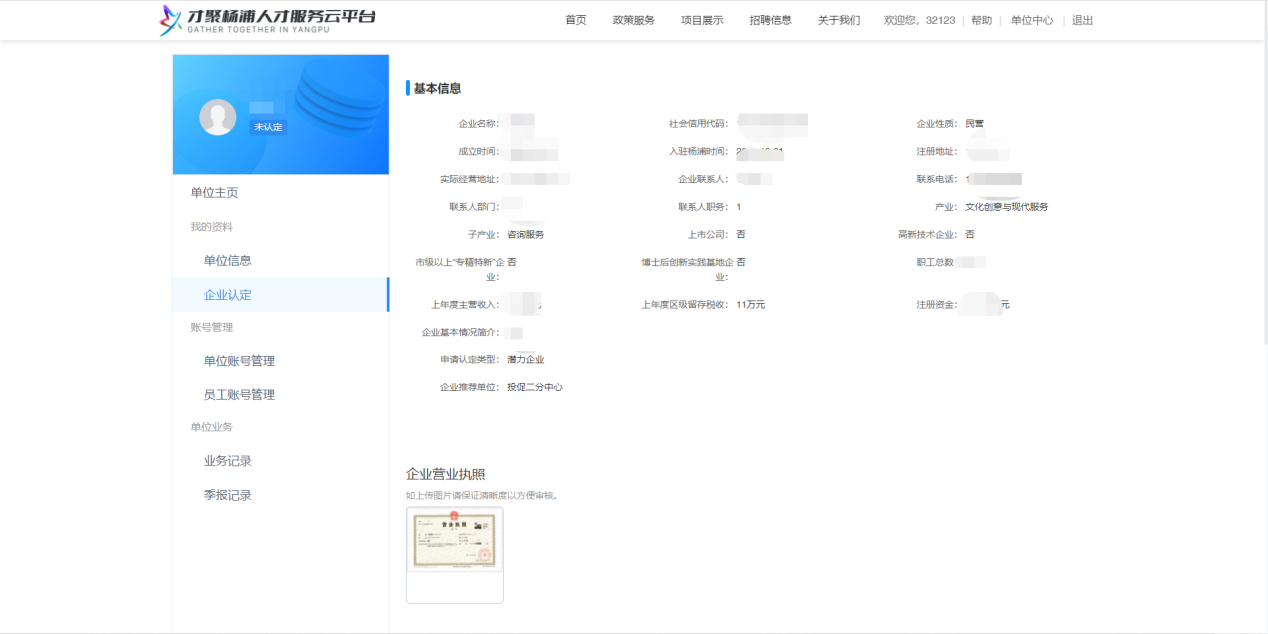 才聚杨浦人才服务云平台
GATHER TOGETHER IN YANGPU
首页 政策服务 项目展示 招聘信息 关于我们 欢迎您，32123 | 帮助 | 单位中心 | 退出
未认定
单位主页
我的资料
单位信息
企业认定
账号管理
单位账号管理
员工账号管理
单位业务
业务记录
季报记录
基本信息
企业名称： 社会信用代码： 企业性质： 民营
成立时间： 入驻杨浦时间： 注册地址：
实际经营地址： 企业联系人： 联系电话：
联系人部门： 联系人职务： 1 产业： 文化创意与现代服务
子产业： 咨询服务 上市公司： 否 高新技术企业： 否
市级以上"专精特新"企业： 否 博士后创新实践基地企业： 否 职工总数
上年度主营收入： 上年度区级留存税收： 11万元 注册资金： 元
企业基本情况简介：
申请认定类型： 潜力企业
企业推荐单位： 投促二分中心
企业营业执照
如上传图片请保证清晰度以方便审核。
营业执照